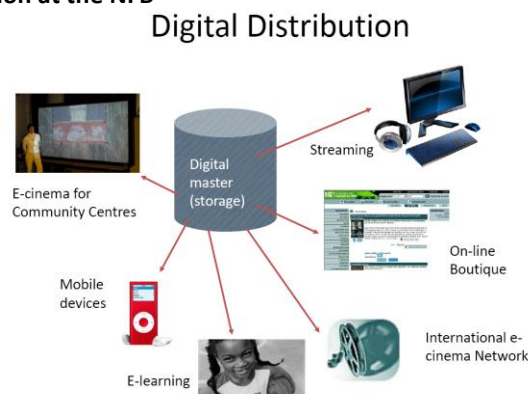 Digital Distribution
Digital
master
(storage)
Streaming
E-cinema for
Community Centres
On-line
Boutique
Mobile
devices
International e-
cinema Network
E-learning